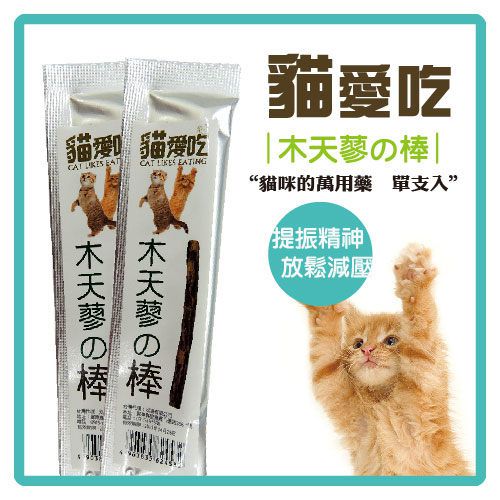 貓愛吃
木天蓼の棒
“貓咪的萬用藥 單支入”
提振精神
放鬆減壓
貓愛吃
CAT LIKES EAT
木天蓼の棒
貓愛吃
CAT LIKES EATING
木天蓼の棒